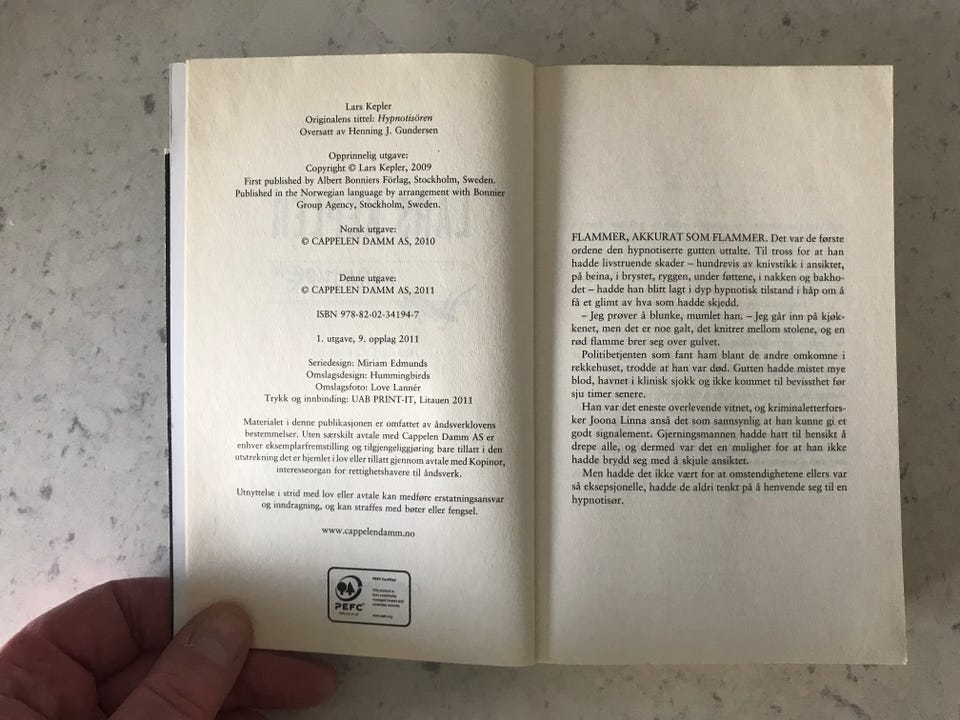 Lars Kepler
Originalens tittel: Hypnotisören
Oversatt av Henning J. Gundersen
Opprinnelig utgave:
Copyright © Lars Kepler, 2009
First published by Albert Bonniers Förlag, Stockholm, Sweden.
Published in the Norwegian language by arrangement with Bonnier
Group Agency, Stockholm, Sweden.
Norsk utgave:
© CAPPELEN DAMM AS, 2010
Denne utgave:
© CAPPELEN DAMM AS, 2011
ISBN 978-82-02-34194-7
1. utgave, 9. opplag 2011
Seriedesign: Miriam Edmunds
Omslagsdesign: Hummingbirds
Omslagsfoto: Love Lannér
Trykk og innbinding: UAB PRINT-IT, Litauen 2011
Materialet i denne publikasjonen er omfattet av åndsverklovens
bestemmelser. Uten særskilt avtale med Cappelen Damm AS er
enhver eksemplarfremstilling og tilgjengeliggjøring bare tillatt i den
utstrekning det er hjemlet i lov eller tillatt gjennom avtale med Kopinor,
interesseorgan for rettighetshavere til åndsverk.
Utnyttelse i strid med lov eller avtale kan medføre erstatningsansvar
og inndragning, og kan straffes med bøter eller fengsel.
www.cappelendamm.no
PEFC
PEFC Certified
This product is
from sustainably
managed forests and
controlled sources
www.pefc.org
FLAMMER, AKKURAT SOM FLAMMER. Det var de første
ordene den hypnotiserte gutten uttalte. Til tross for at han
hadde livstruende skader – hundrevis av knivstikk i ansiktet,
på beina, i brystet, ryggen, under føttene, i nakken og bakho-
det – hadde han blitt lagt i dyp hypnotisk tilstand i håp om å
få et glimt av hva som hadde skjedd.
– Jeg prøver å blunke, mumlet han. – Jeg går inn på kjøk-
kenet, men det er noe galt, det knitrer mellom stolene, og en
rød flamme brer seg over gulvet.
Politibetjenten som fant ham blant de andre omkomne i
rekkehuset, trodde at han var død. Gutten hadde mistet mye
blod, havnet i klinisk sjokk og ikke kommet til bevissthet før
sju timer senere.
Han var det eneste overlevende vitnet, og kriminaletterfors-
ker Joona Linna anså det som sannsynlig at han kunne gi et
godt signalement. Gjerningsmannen hadde hatt til hensikt å
drepe alle, og dermed var det en mulighet for at han ikke
hadde brydd seg med å skjule ansiktet.
Men hadde det ikke vært for at omstendighetene ellers var
så eksepsjonelle, hadde de aldri tenkt på å henvende seg til en
hypnotisør.